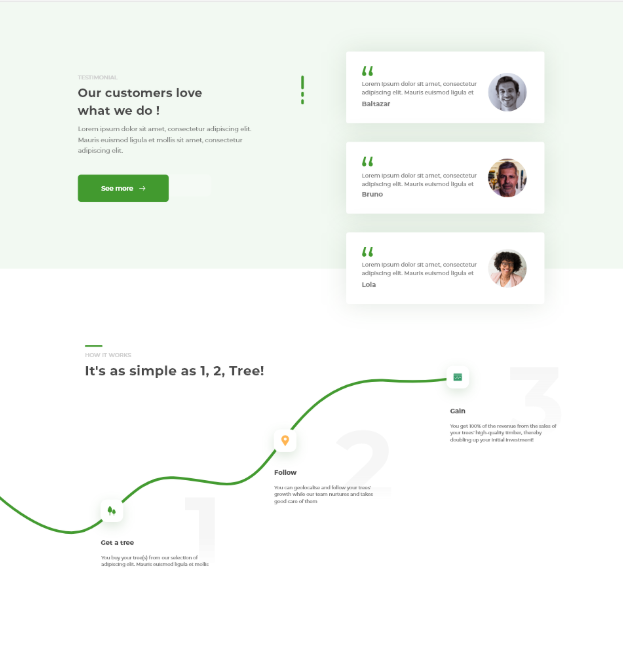 TESTIMONIAL
Our customers love
what we do !
Lorem ipsum dolor sit amet, consectetur adipiscing elit.
Mauris euismod ligula et mollis sit amet, consectetur
adipiscing elit.
See more →
“
Lorem ipsum dolor sit amet, consectetur
adipiscing elit. Mauris euismod ligula et
Baltazar
“
Lorem ipsum dolor sit amet, consectetur
adipiscing elit. Mauris euismod ligula et
Bruno
“
Lorem ipsum dolor sit amet, consectetur
adipiscing elit. Mauris euismod ligula et
Lola
HOW IT WORKS
It's as simple as 1, 2, Tree!
1
Get a tree
You buy your tree(s) from our selection of
adipiscing elit. Mauris euismod ligula et mollis
2
Follow
You can geolocalise and follow your trees'
growth while our team nurtures and takes
good care of them
3
Gain
You get 100% of the revenue from the sales of
your trees' high quality timber, thereby
doubling up your initial investment!